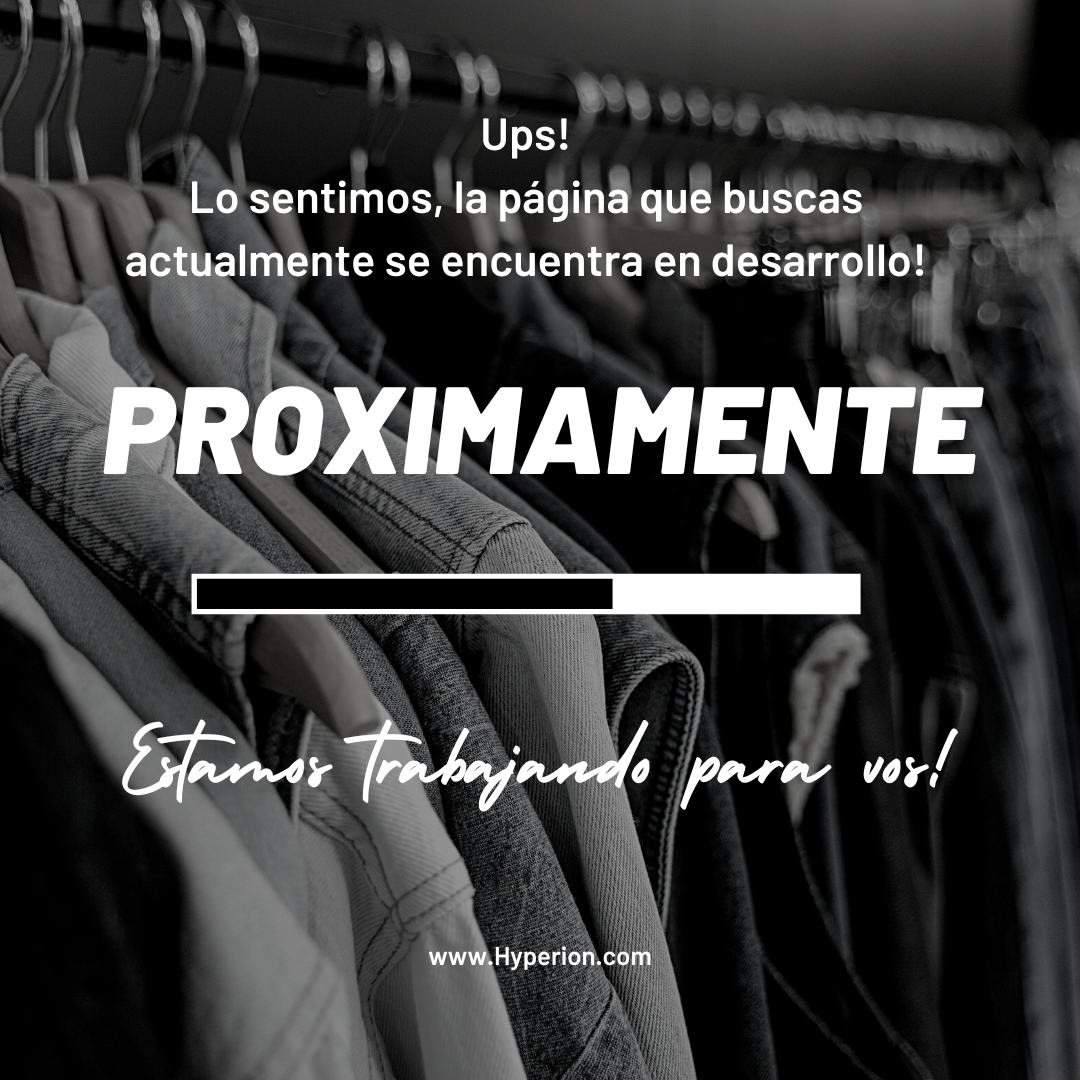 Ups!
Lo sentimos, la página que buscas
actualmente se encuentra en desarrollo!
PROXIMAMENTE
Estamos trabajando para vos!
www.Hyperion.com